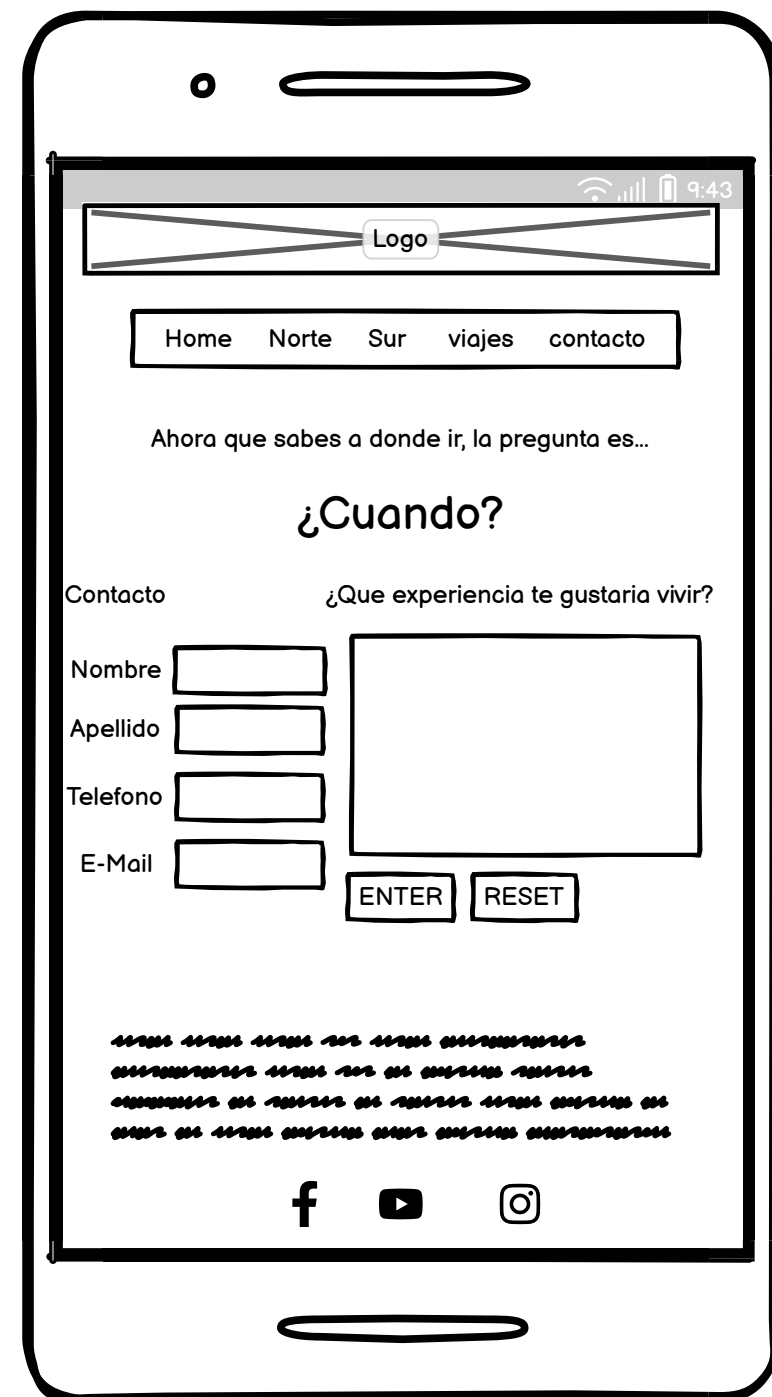 9:43
Logo
Home Norte Sur viajes contacto
Ahora que sabes a donde ir, la pregunta es...
¿Cuando?
Contacto
¿Que experiencia te gustaria vivir?
Nombre
Apellido
Telefono
E-Mail
ENTER RESET